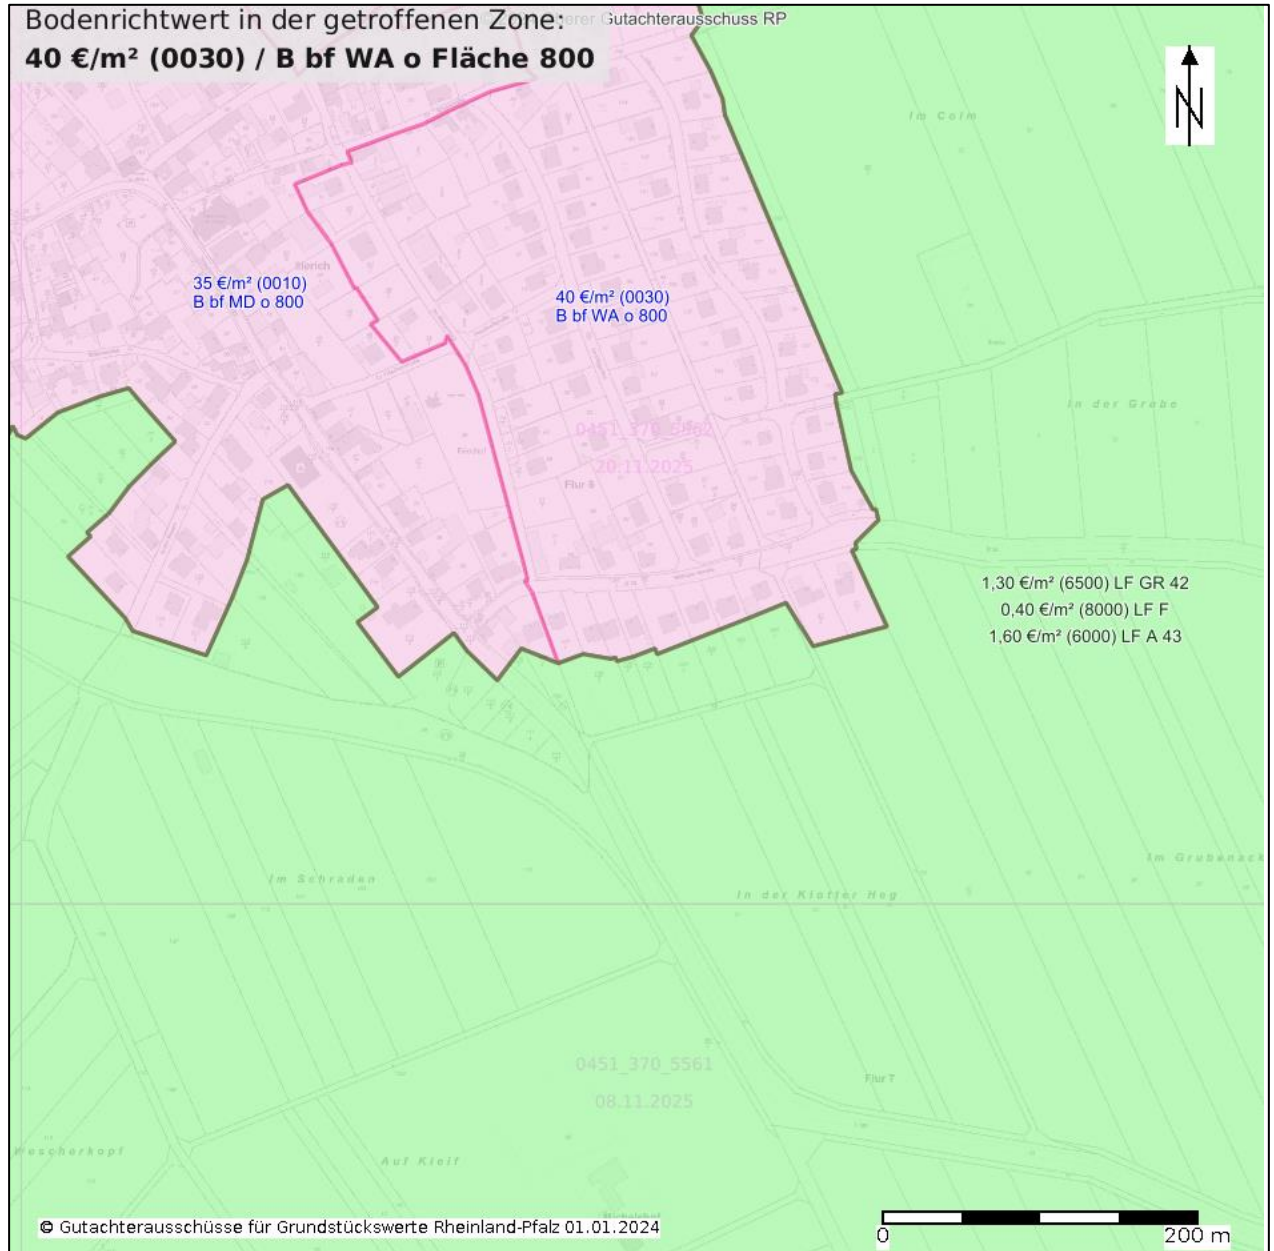 Bodenrichtwert in der getroffenen Zone:
Gutachterausschuss RP
40 €/m² (0030) / B bf WA o Fläche 800
N
Im Colm
35 €/m² (0010)
B bf MD o 800
40 €/m² (0030)
B bf WA o 800
In der Grube
0451_370_5562
20.11.2025
Flur 8
1,30 €/m² (6500) LF GR 42
0,40 €/m² (8000) LF F
1,60 €/m² (6000) LF A 43
Im Schraden
In der Kloffer Heg
0451_370_5561
08.11.2025
Flur 7
Auf Kleif
© Gutachterausschüsse für Grundstückswerte Rheinland-Pfalz 01.01.2024
0 200 m